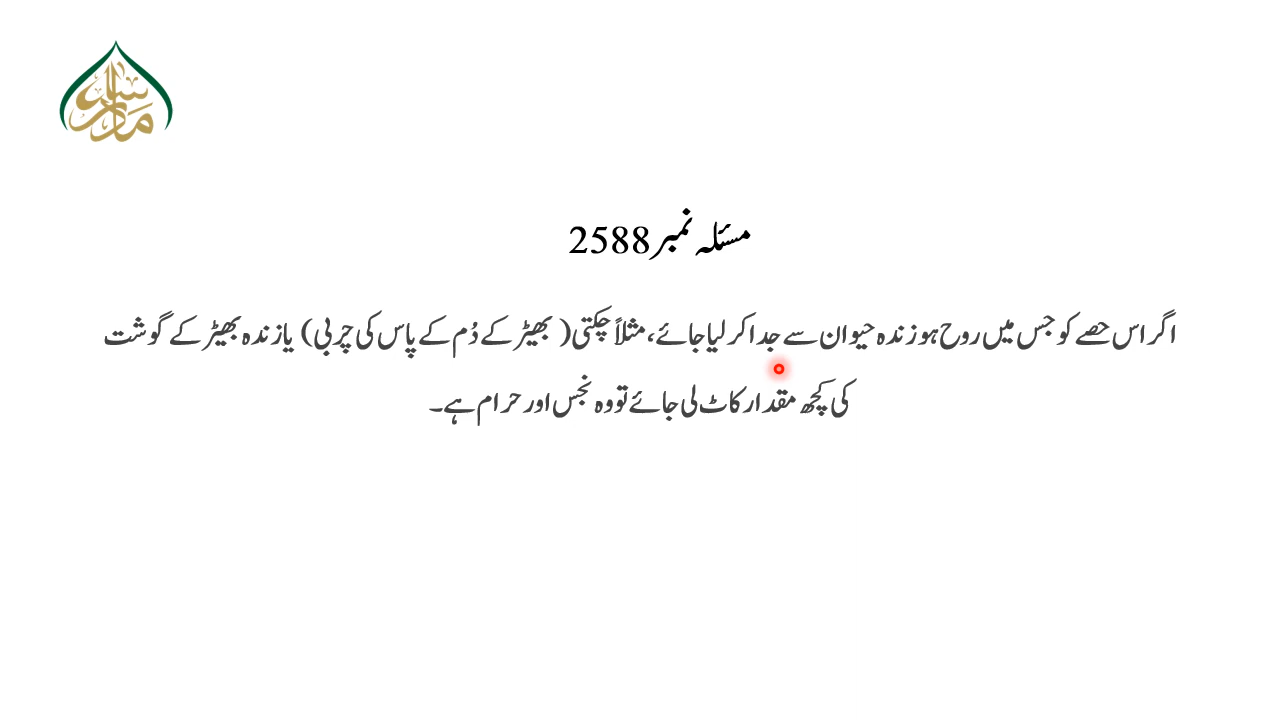 مسئلہ نمبر 2588
اگر اس حصے کو جس میں روح ہو زندہ حیوان سے جدا کر لیا جائے، مثلاً چکتی ( بھیڑ کے دُم کے پاس کی چربی ) یا زندہ بھیڑ کے گوشت
کی کچھ مقدار کاٹ لی جائے تو وہ نجس اور حرام ہے۔